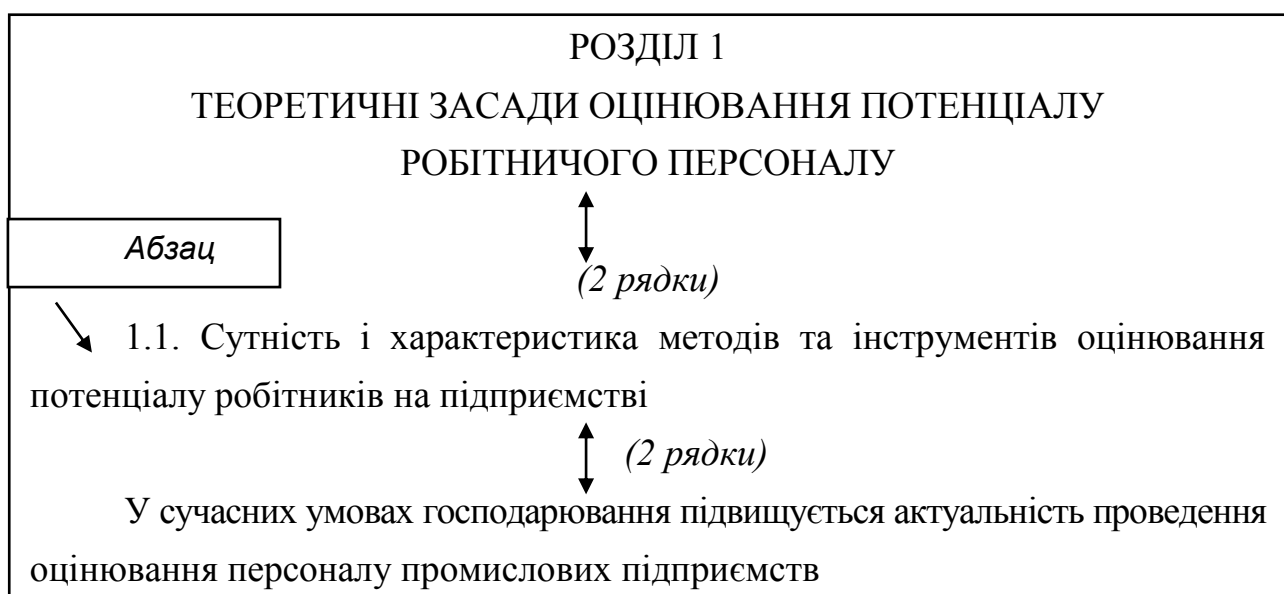 РОЗДІЛ 1
ТЕОРЕТИЧНІ ЗАСАДИ ОЦІНЮВАННЯ ПОТЕНЦІАЛУ
РОБІТНИЧОГО ПЕРСОНАЛУ
Абзац
(2 рядки)
1.1. Сутність і характеристика методів та інструментів оцінювання
потенціалу робітників на підприємстві
(2 рядки)
У сучасних умовах господарювання підвищується актуальність проведення
оцінювання персоналу промислових підприємств